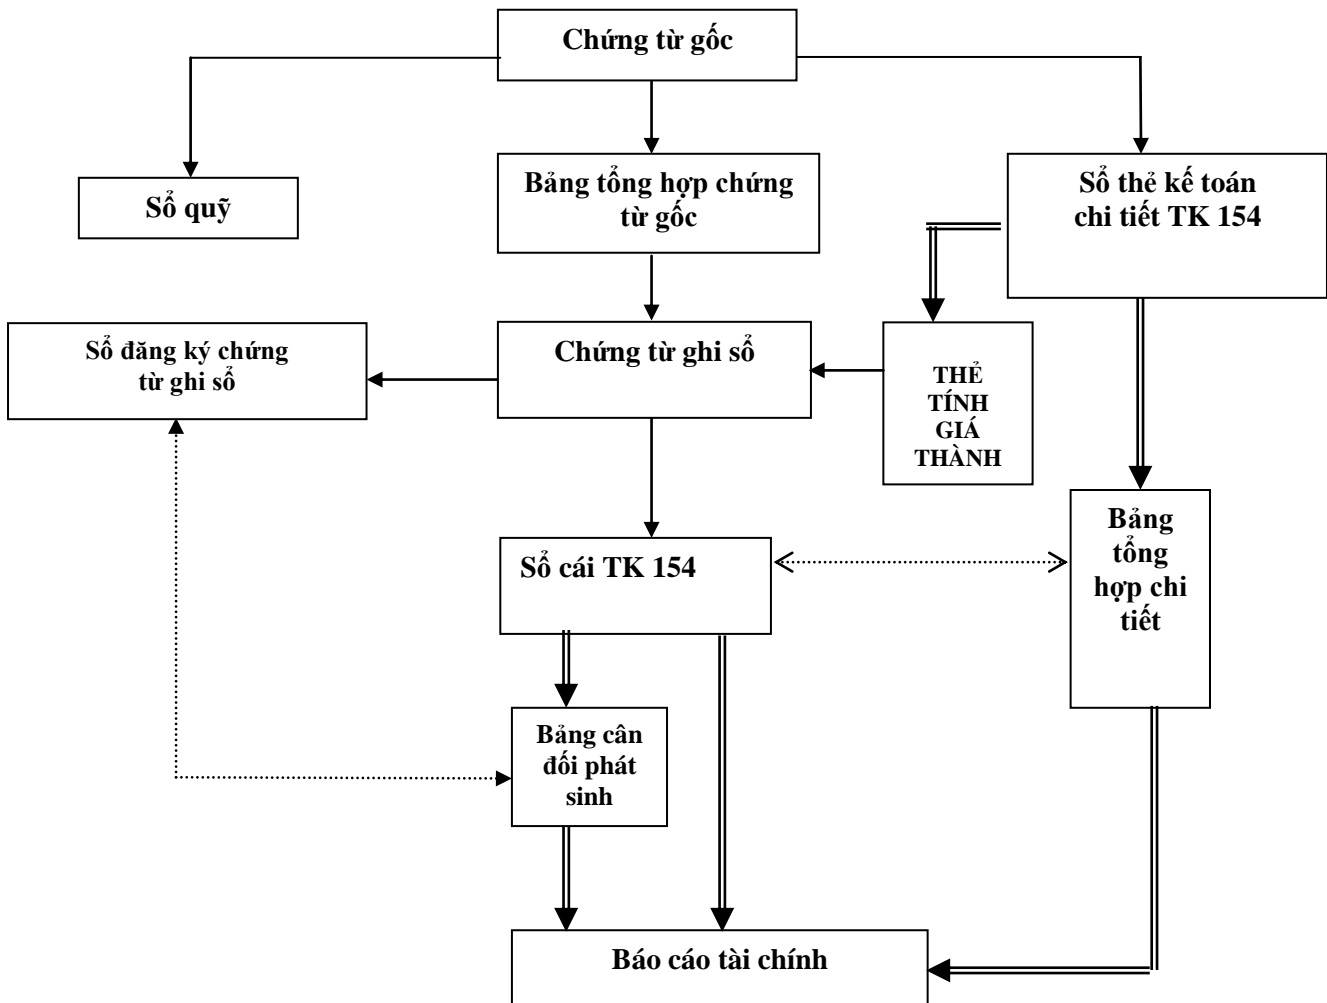 Chứng từ gốc
Sổ quỹ
Bảng tổng hợp chứng
từ gốc
Sổ thẻ kế toán
chi tiết TK 154
Sổ đăng ký chứng
từ ghi sổ
Chứng từ ghi sổ
THẺ
TÍNH
GIÁ
THÀNH
Sổ cái TK 154
Bảng
tổng
hợp chi
tiết
Bảng cân
đối phát
sinh
Báo cáo tài chính